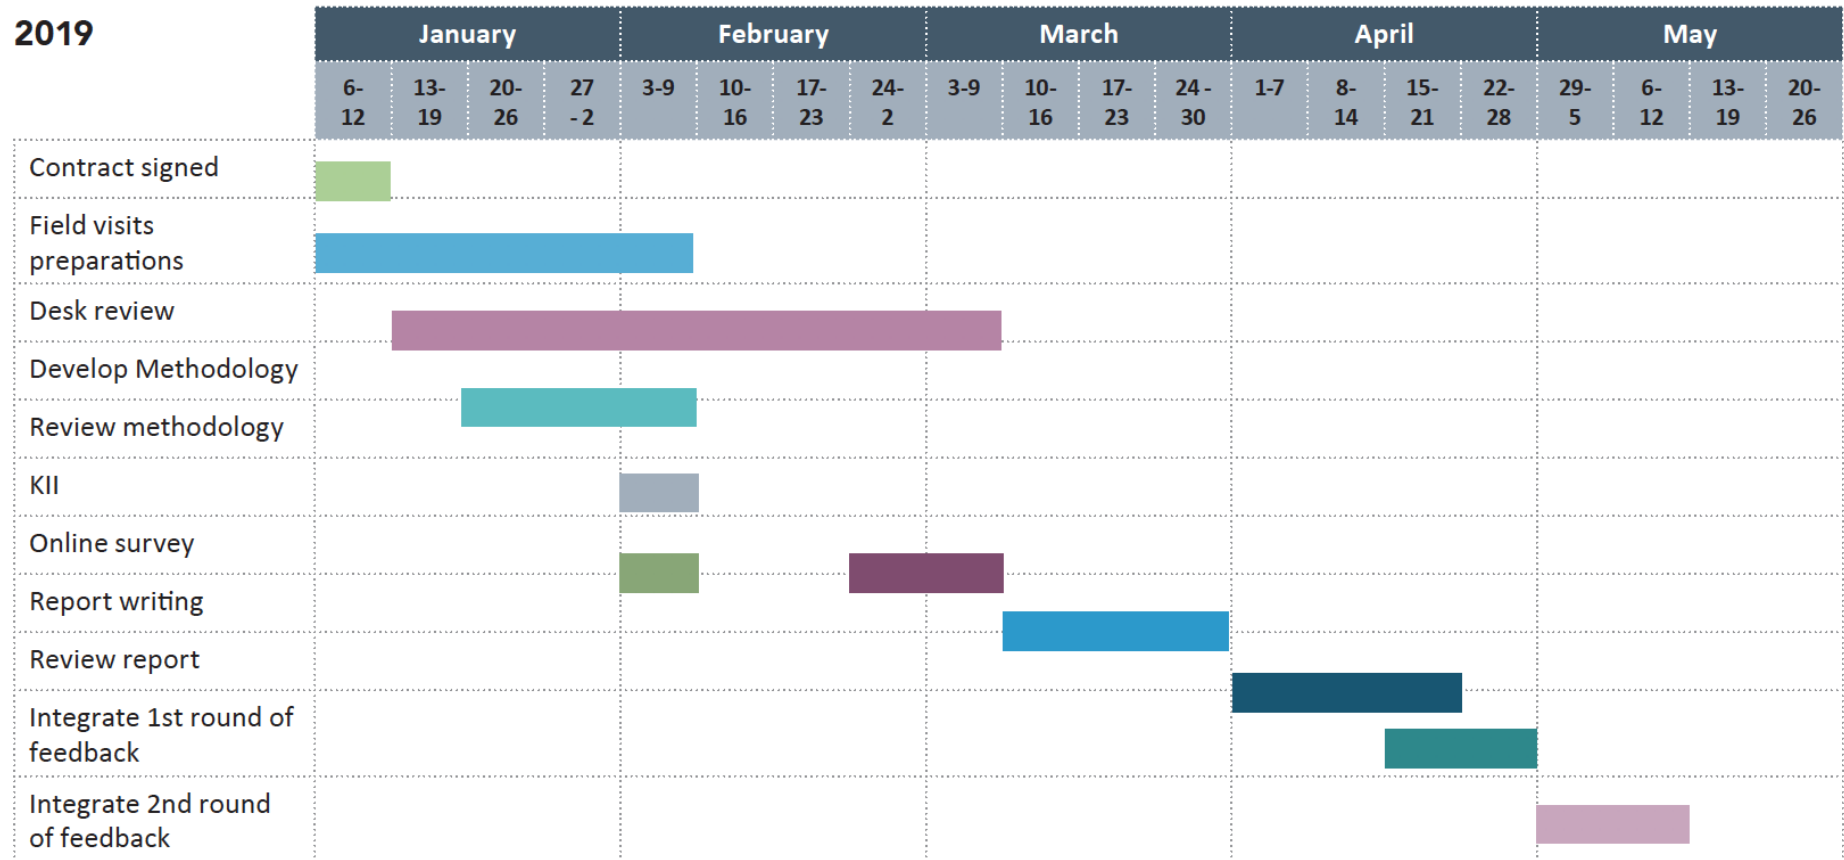 2019
January February March April May
6- 13- 20- 27 3-9 10- 17- 24- 3-9 10- 17- 24 - 1-7 8- 15- 22- 29- 6- 13- 20-
12 19 26 - 2 16 23 2 16 23 30 14 21 28 5 12 19 26
Contract signed
Field visits
preparations
Desk review
Develop Methodology
Review methodology
KII
Online survey
Report writing
Review report
Integrate 1st round of
feedback
Integrate 2nd round
of feedback